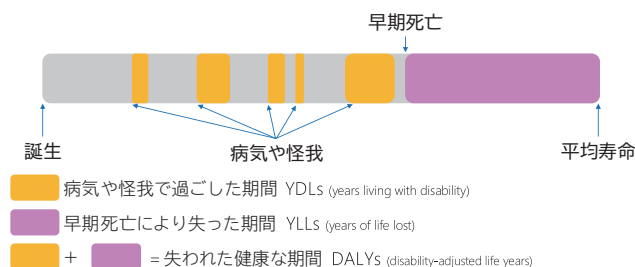 早期死亡
誕生
病気や怪我
平均寿命
病気や怪我で過ごした期間 YDLs (years living with disability)
早期死亡により失った期間 YLLs (years of life lost)
+ = 失われた健康な期間 DALYs (disability-adjusted life years)